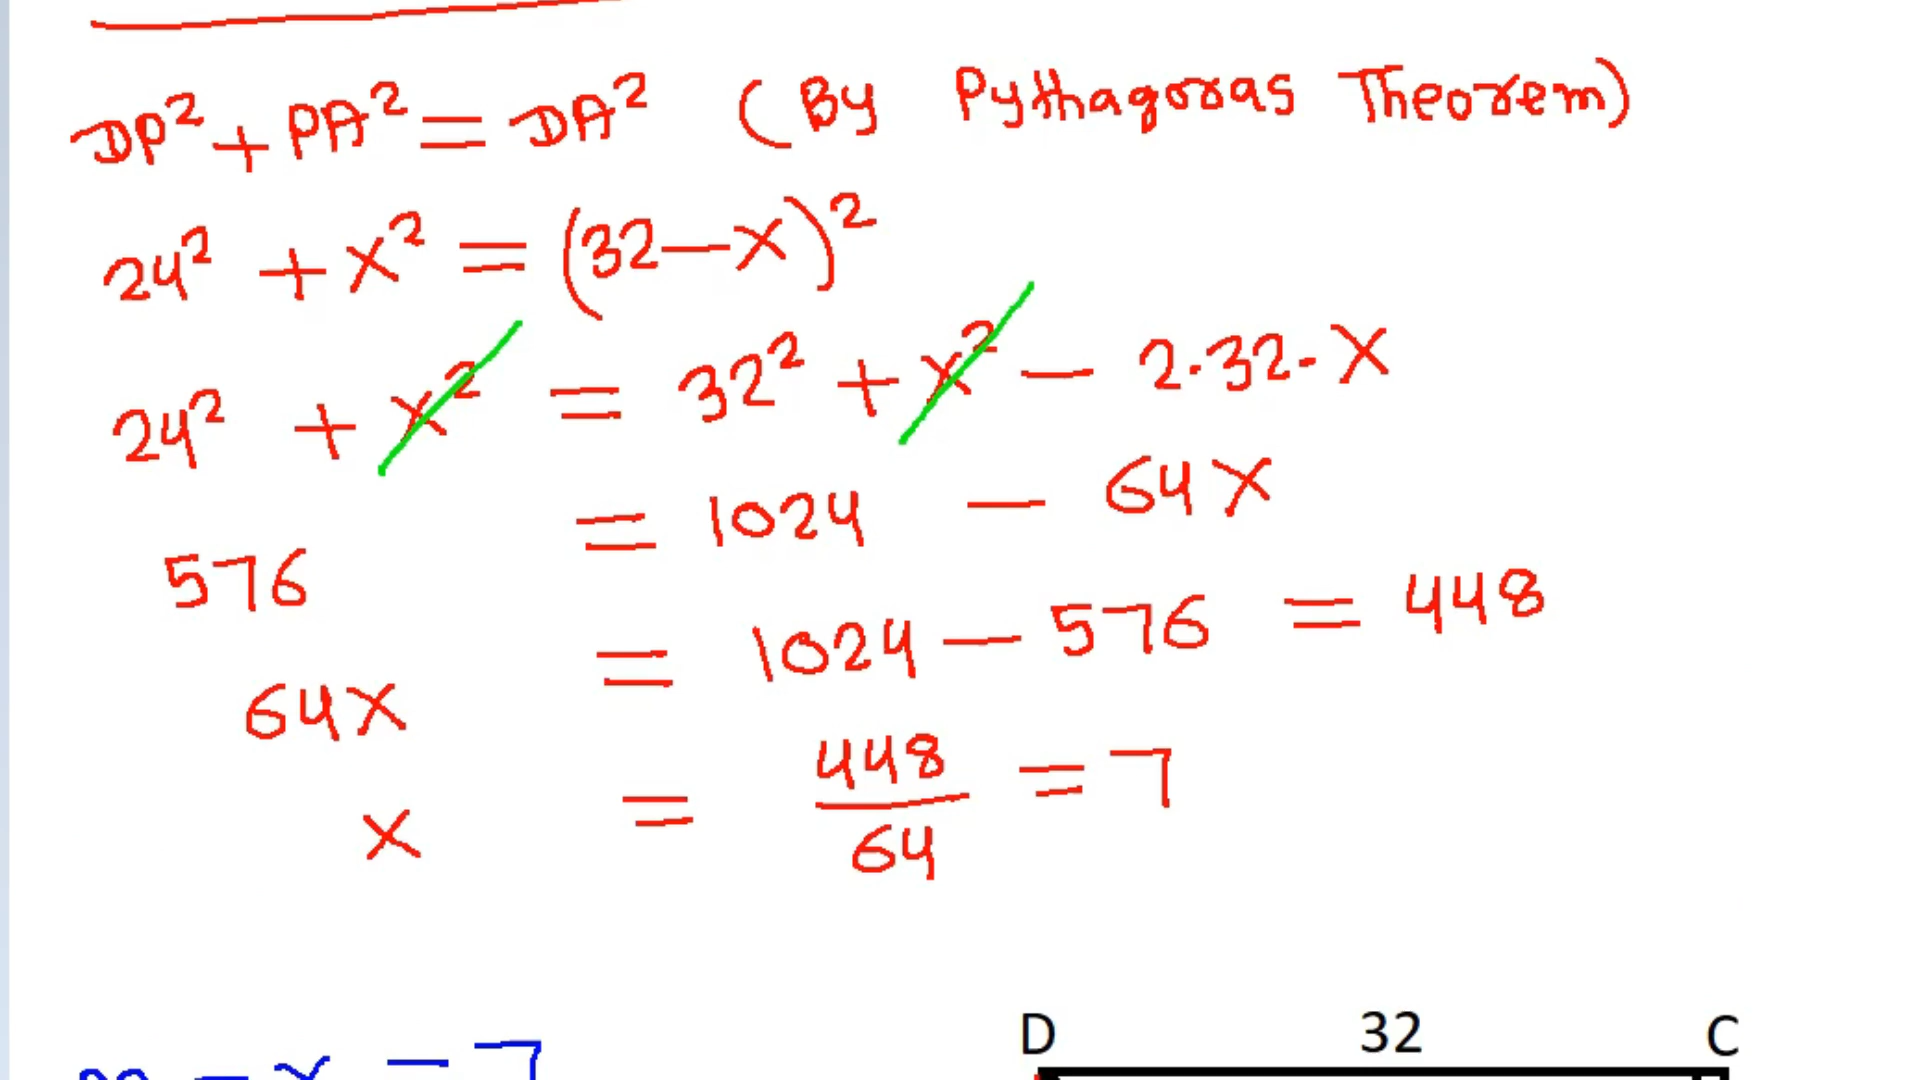 DP² + PA² = DA² (By Pythagoras Theorem)
24² + x² = (32 - x)²
24² + x² = 32² + x² - 2.32.x
576 = 1024 - 64x
64x = 1024 - 576 = 448
x = 448/64 = 7
= x = 7
D 32 C